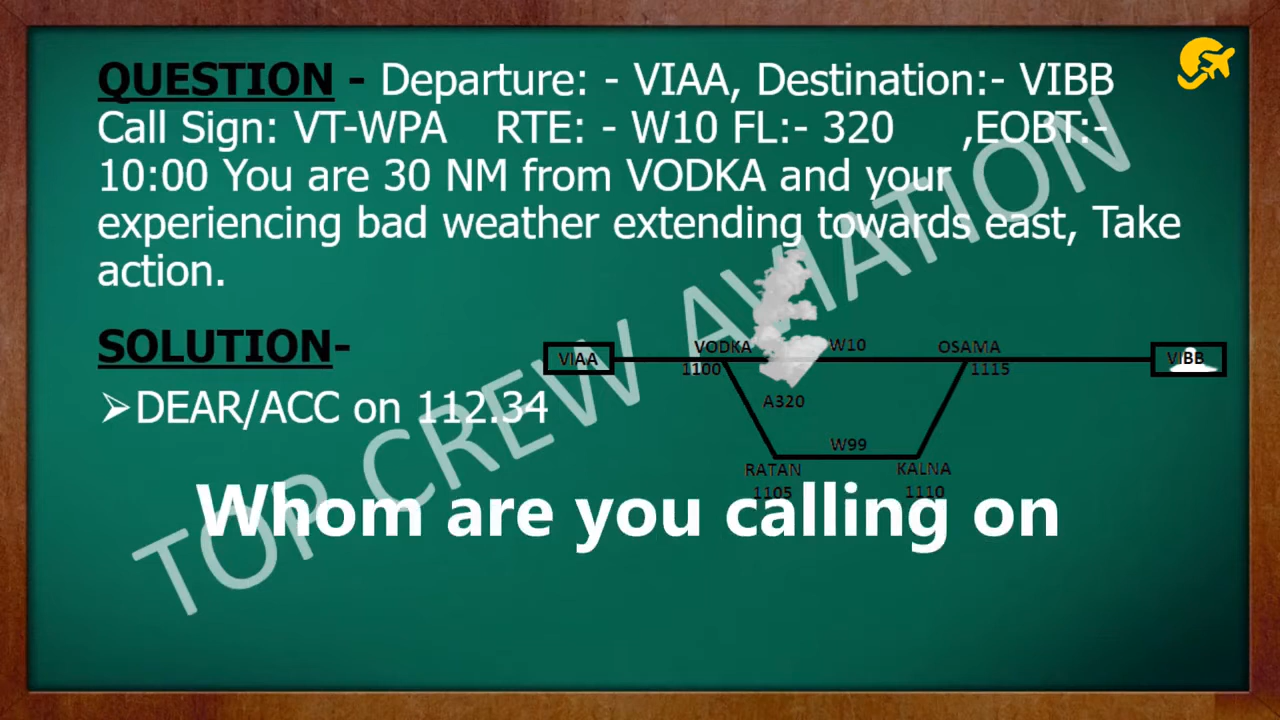 QUESTION - Departure: - VIAA, Destination:- VIBB
Call Sign: VT-WPA RTE: - W10 FL:- 320 ,EOBT:-
10:00 You are 30 NM from VODKA and your
experiencing bad weather extending towards east, Take
action.
SOLUTION-
➢DEAR/ACC on 112.34
VIAA
VODKA
1100
W10
OSAMA
1115
VIBB
A320
W99
RATAN
1105
KALNA
1110
Whom are you calling on
TOP CREW AVIATION